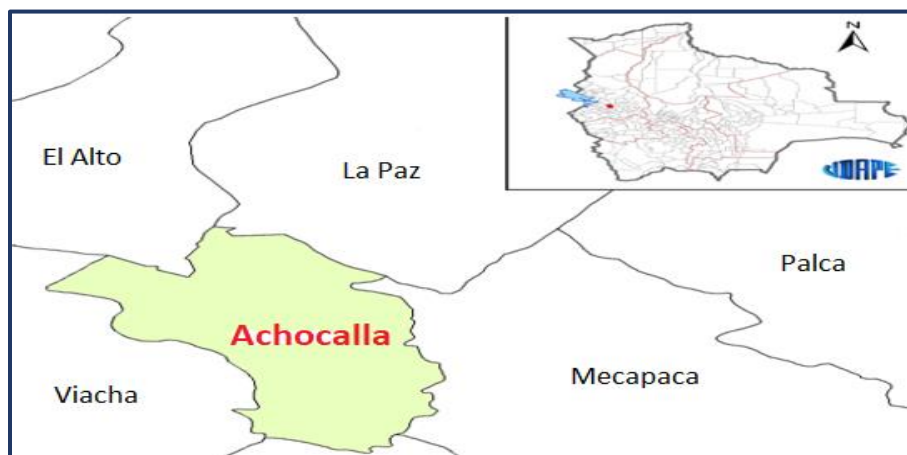 N
UDAPE
El Alto
La Paz
Palca
Achocalla
Mecapaca
Viacha